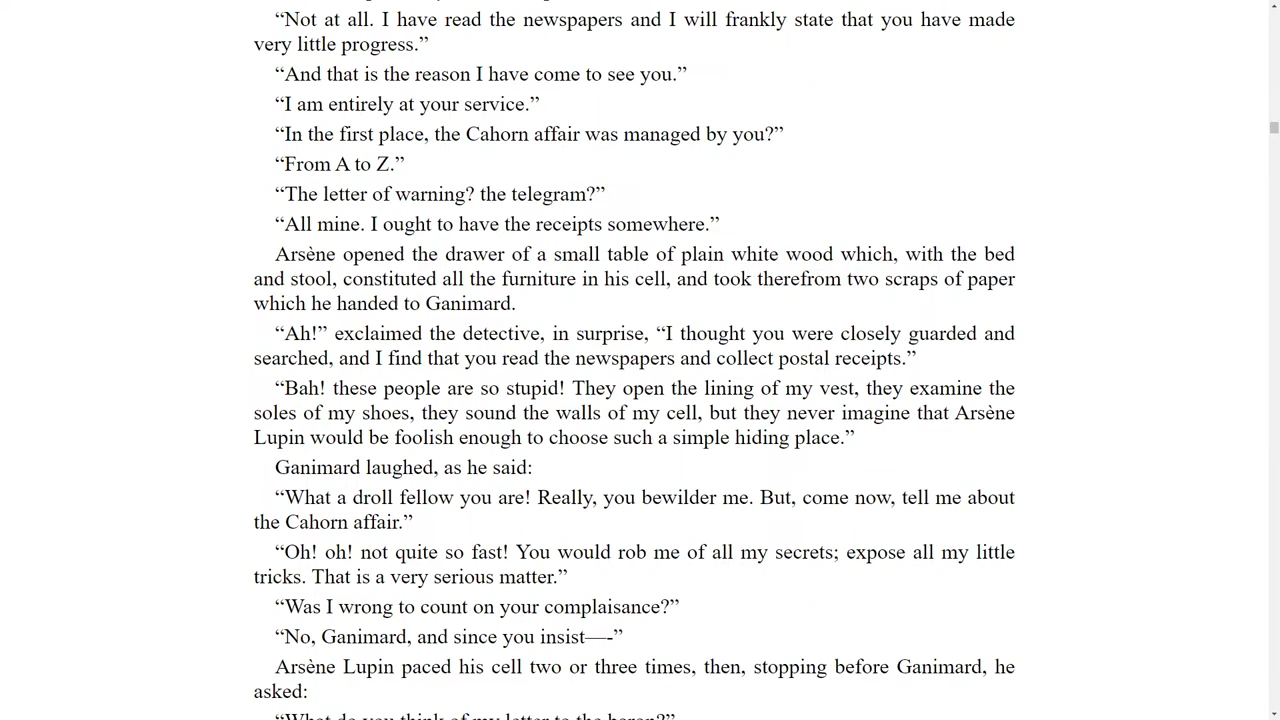 “Not at all. I have read the newspapers and I will frankly state that you have made
very little progress.”
“And that is the reason I have come to see you.”
“I am entirely at your service.”
“In the first place, the Cahorn affair was managed by you?”
“From A to Z.”
“The letter of warning? the telegram?”
“All mine. I ought to have the receipts somewhere.”
Arsène opened the drawer of a small table of plain white wood which, with the bed
and stool, constituted all the furniture in his cell, and took therefrom two scraps of paper
which he handed to Ganimard.
“Ah!” exclaimed the detective, in surprise, “I thought you were closely guarded and
searched, and I find that you read the newspapers and collect postal receipts.”
“Bah! these people are so stupid! They open the lining of my vest, they examine the
soles of my shoes, they sound the walls of my cell, but they never imagine that Arsène
Lupin would be foolish enough to choose such a simple hiding place.”
Ganimard laughed, as he said:
“What a droll fellow you are! Really, you bewilder me. But, come now, tell me about
the Cahorn affair.”
“Oh! oh! not quite so fast! You would rob me of all my secrets; expose all my little
tricks. That is a very serious matter.”
“Was I wrong to count on your complaisance?”
“No, Ganimard, and since you insist—-”
Arsène Lupin paced his cell two or three times, then, stopping before Ganimard, he
asked:
“What do you think of my letter to the baron?”